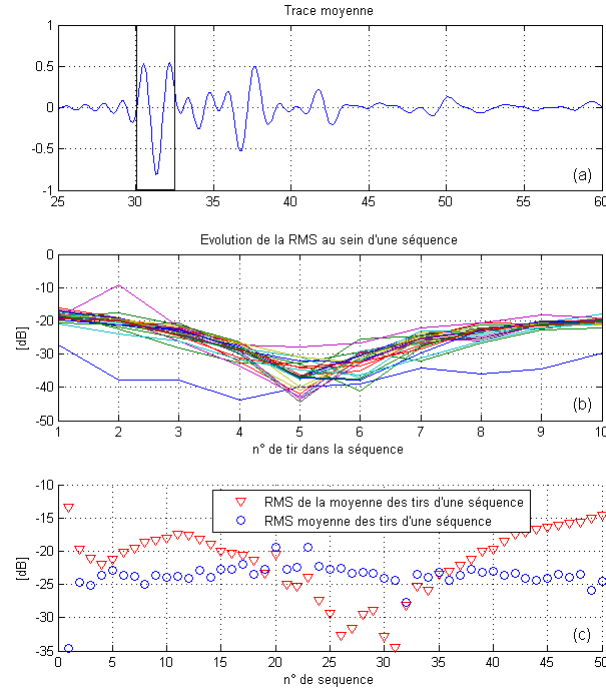 Trace moyenne
1
0.5
0
-0.5
-1
(a)
25 30 35 40 45 50 55 60
Evolution de la RMS au sein d'une séquence
0
-10
-20
-30
-40
-50
[dB]
(b)
1 2 3 4 5 6 7 8 9 10
n° de tir dans la séquence
-10
-15
-20
-25
-30
-35
[dB]
RMS de la moyenne des tirs d'une séquence
RMS moyenne des tirs d'une séquence
(c)
0 5 10 15 20 25 30 35 40 45 50
n° de sequence